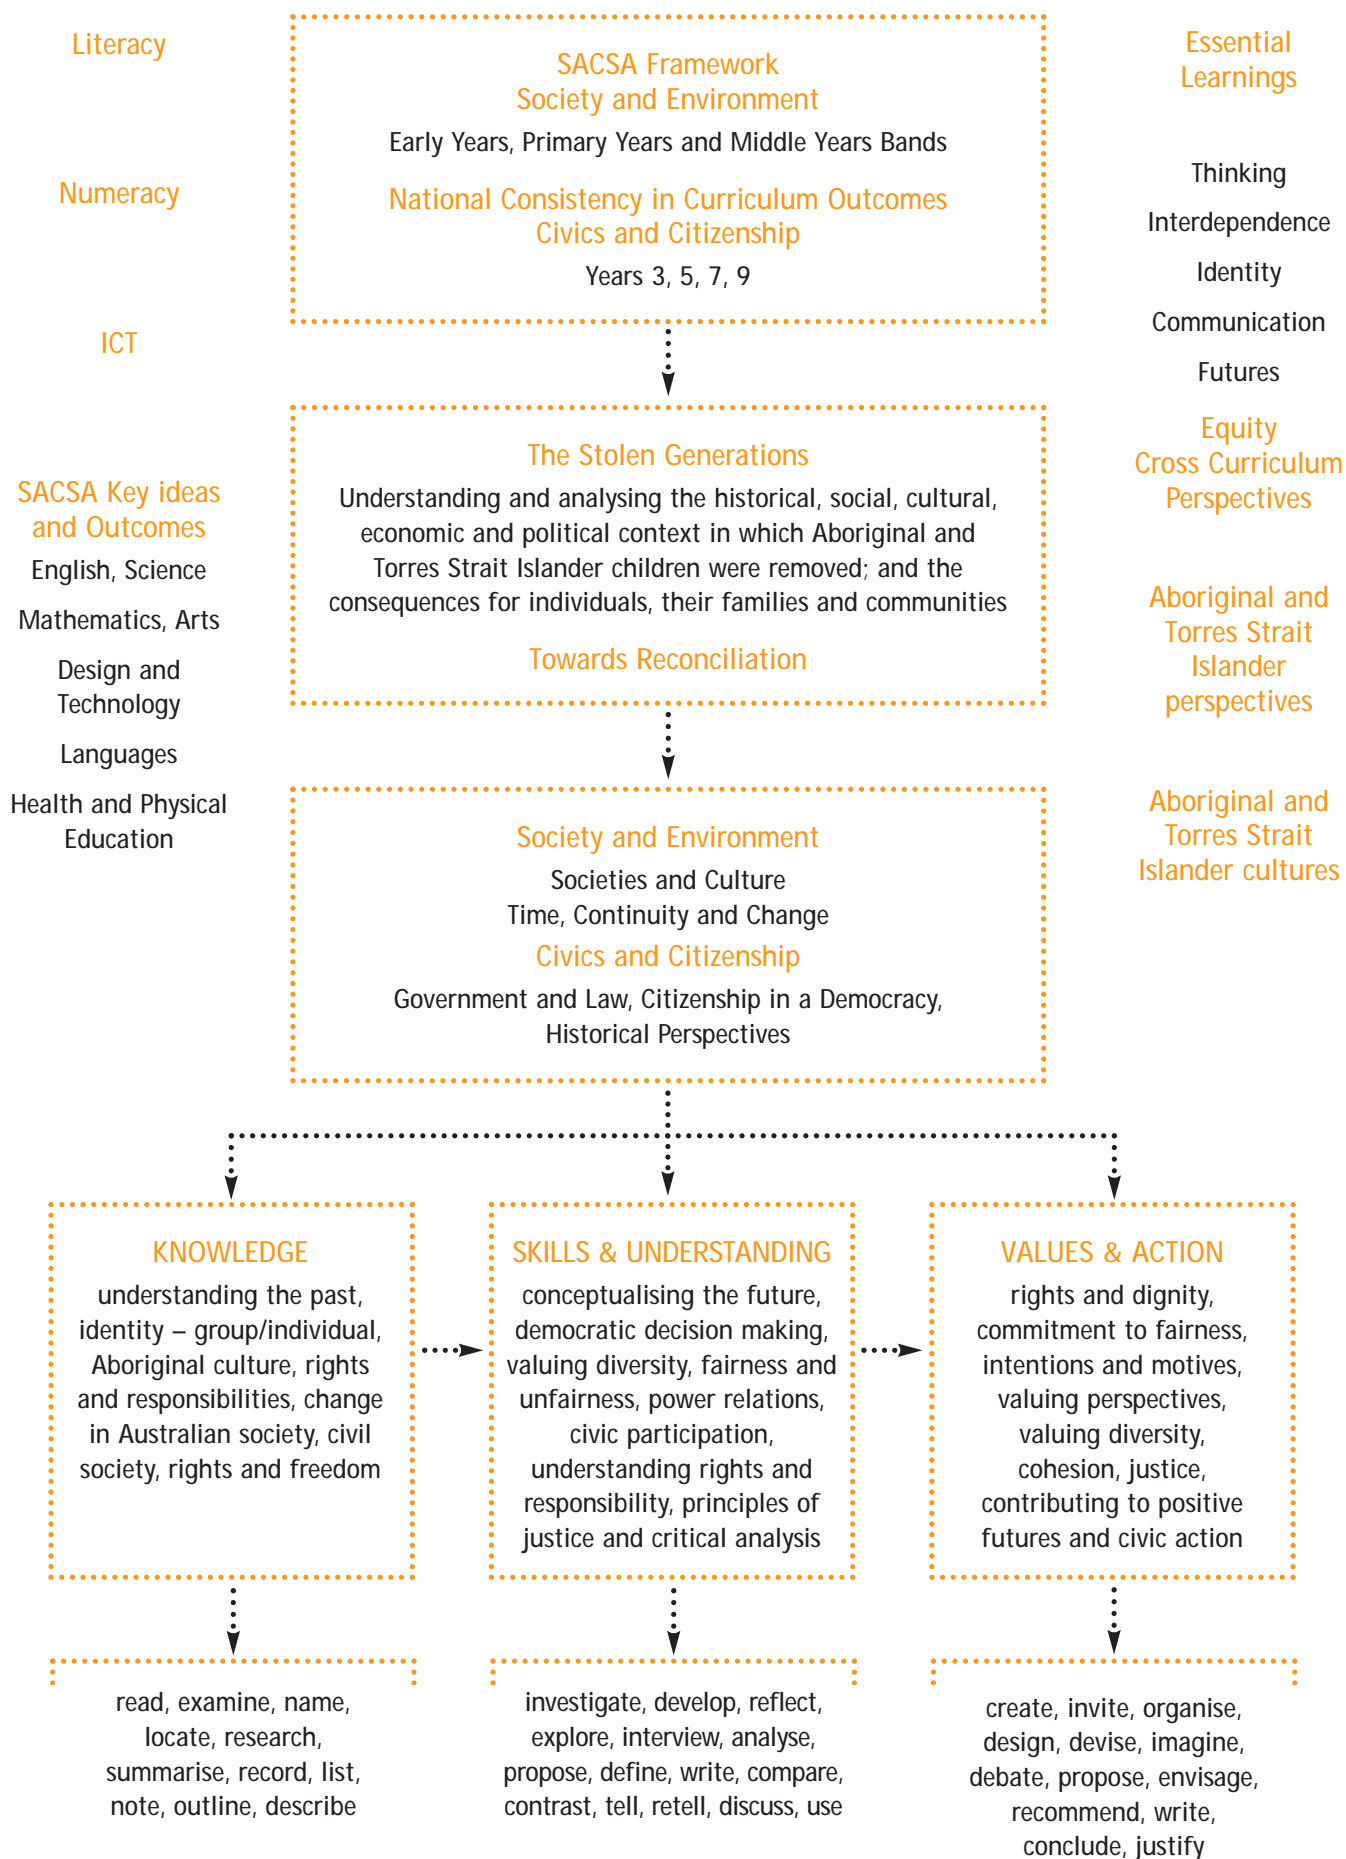 Literacy
Numeracy
ICT
SACSA Key ideas
and Outcomes
English, Science
Mathematics, Arts
Design and
Technology
Languages
Health and Physical
Education
SACSA Framework
Society and Environment
Early Years, Primary Years and Middle Years Bands
National Consistency in Curriculum Outcomes
Civics and Citizenship
Years 3, 5, 7, 9
The Stolen Generations
Understanding and analysing the historical, social, cultural,
economic and political context in which Aboriginal and
Torres Strait Islander children were removed; and the
consequences for individuals, their families and communities
Towards Reconciliation
Society and Environment
Societies and Culture
Time, Continuity and Change
Civics and Citizenship
Government and Law, Citizenship in a Democracy,
Historical Perspectives
Essential
Learnings
Thinking
Interdependence
Identity
Communication
Futures
Equity
Cross Curriculum
Perspectives
Aboriginal and
Torres Strait
Islander
perspectives
Aboriginal and
Torres Strait
Islander cultures
KNOWLEDGE
understanding the past,
identity – group/individual,
Aboriginal culture, rights
and responsibilities, change
in Australian society, civil
society, rights and freedom
SKILLS & UNDERSTANDING
conceptualising the future,
democratic decision making,
valuing diversity, fairness and
unfairness, power relations,
civic participation,
understanding rights and
responsibility, principles of
justice and critical analysis
VALUES & ACTION
rights and dignity,
commitment to fairness,
intentions and motives,
valuing perspectives,
valuing diversity,
cohesion, justice,
contributing to positive
futures and civic action
read, examine, name,
locate, research,
summarise, record, list,
note, outline, describe
investigate, develop, reflect,
explore, interview, analyse,
propose, define, write, compare,
contrast, tell, retell, discuss, use
create, invite, organise,
design, devise, imagine,
debate, propose, envisage,
recommend, write,
conclude, justify